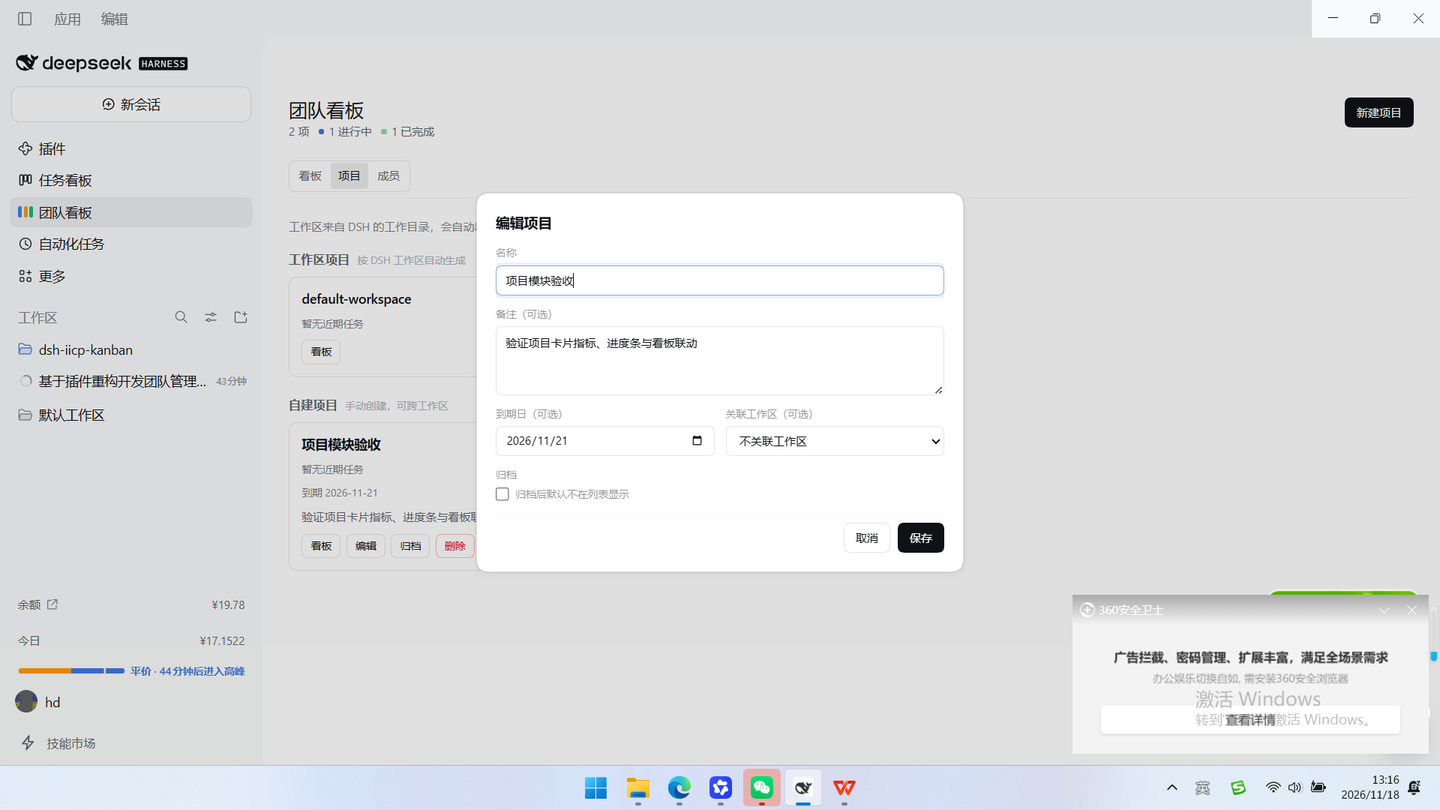 应用 编辑
deepseek HARNESS
新会话
插件
任务看板
团队看板
自动化任务
更多
工作区
dsh-iicp-kanban
基于插件重构开发团队管理... 43分钟
默认工作区
余额 ¥19.78
今日 ¥17.1522
平价 · 44分钟后进入高峰
hd
技能市场
团队看板
2 项 1 进行中 1 已完成
新建项目
看板 项目 成员
工作区来自 DSH 的工作目录，会自动
工作区项目 按 DSH 工作区自动生成
default-workspace
暂无近期任务
看板
自建项目 手动创建，可跨工作区
项目模块验收
暂无近期任务
到期 2026-11-21
验证项目卡片指标、进度条与看板联
看板 编辑 归档 删除
编辑项目
名称
项目模块验收
备注（可选）
验证项目卡片指标、进度条与看板联动
到期日（可选） 关联工作区（可选）
2026/11/21 不关联工作区
归档
归档后默认不在列表显示
取消 保存
360安全卫士
广告拦截、密码管理、扩展丰富，满足全场景需求
办公娱乐切换自如, 需安装360安全浏览器
激活 Windows
查看详情
转到 激活 Windows。
英
13:16
2026/11/18